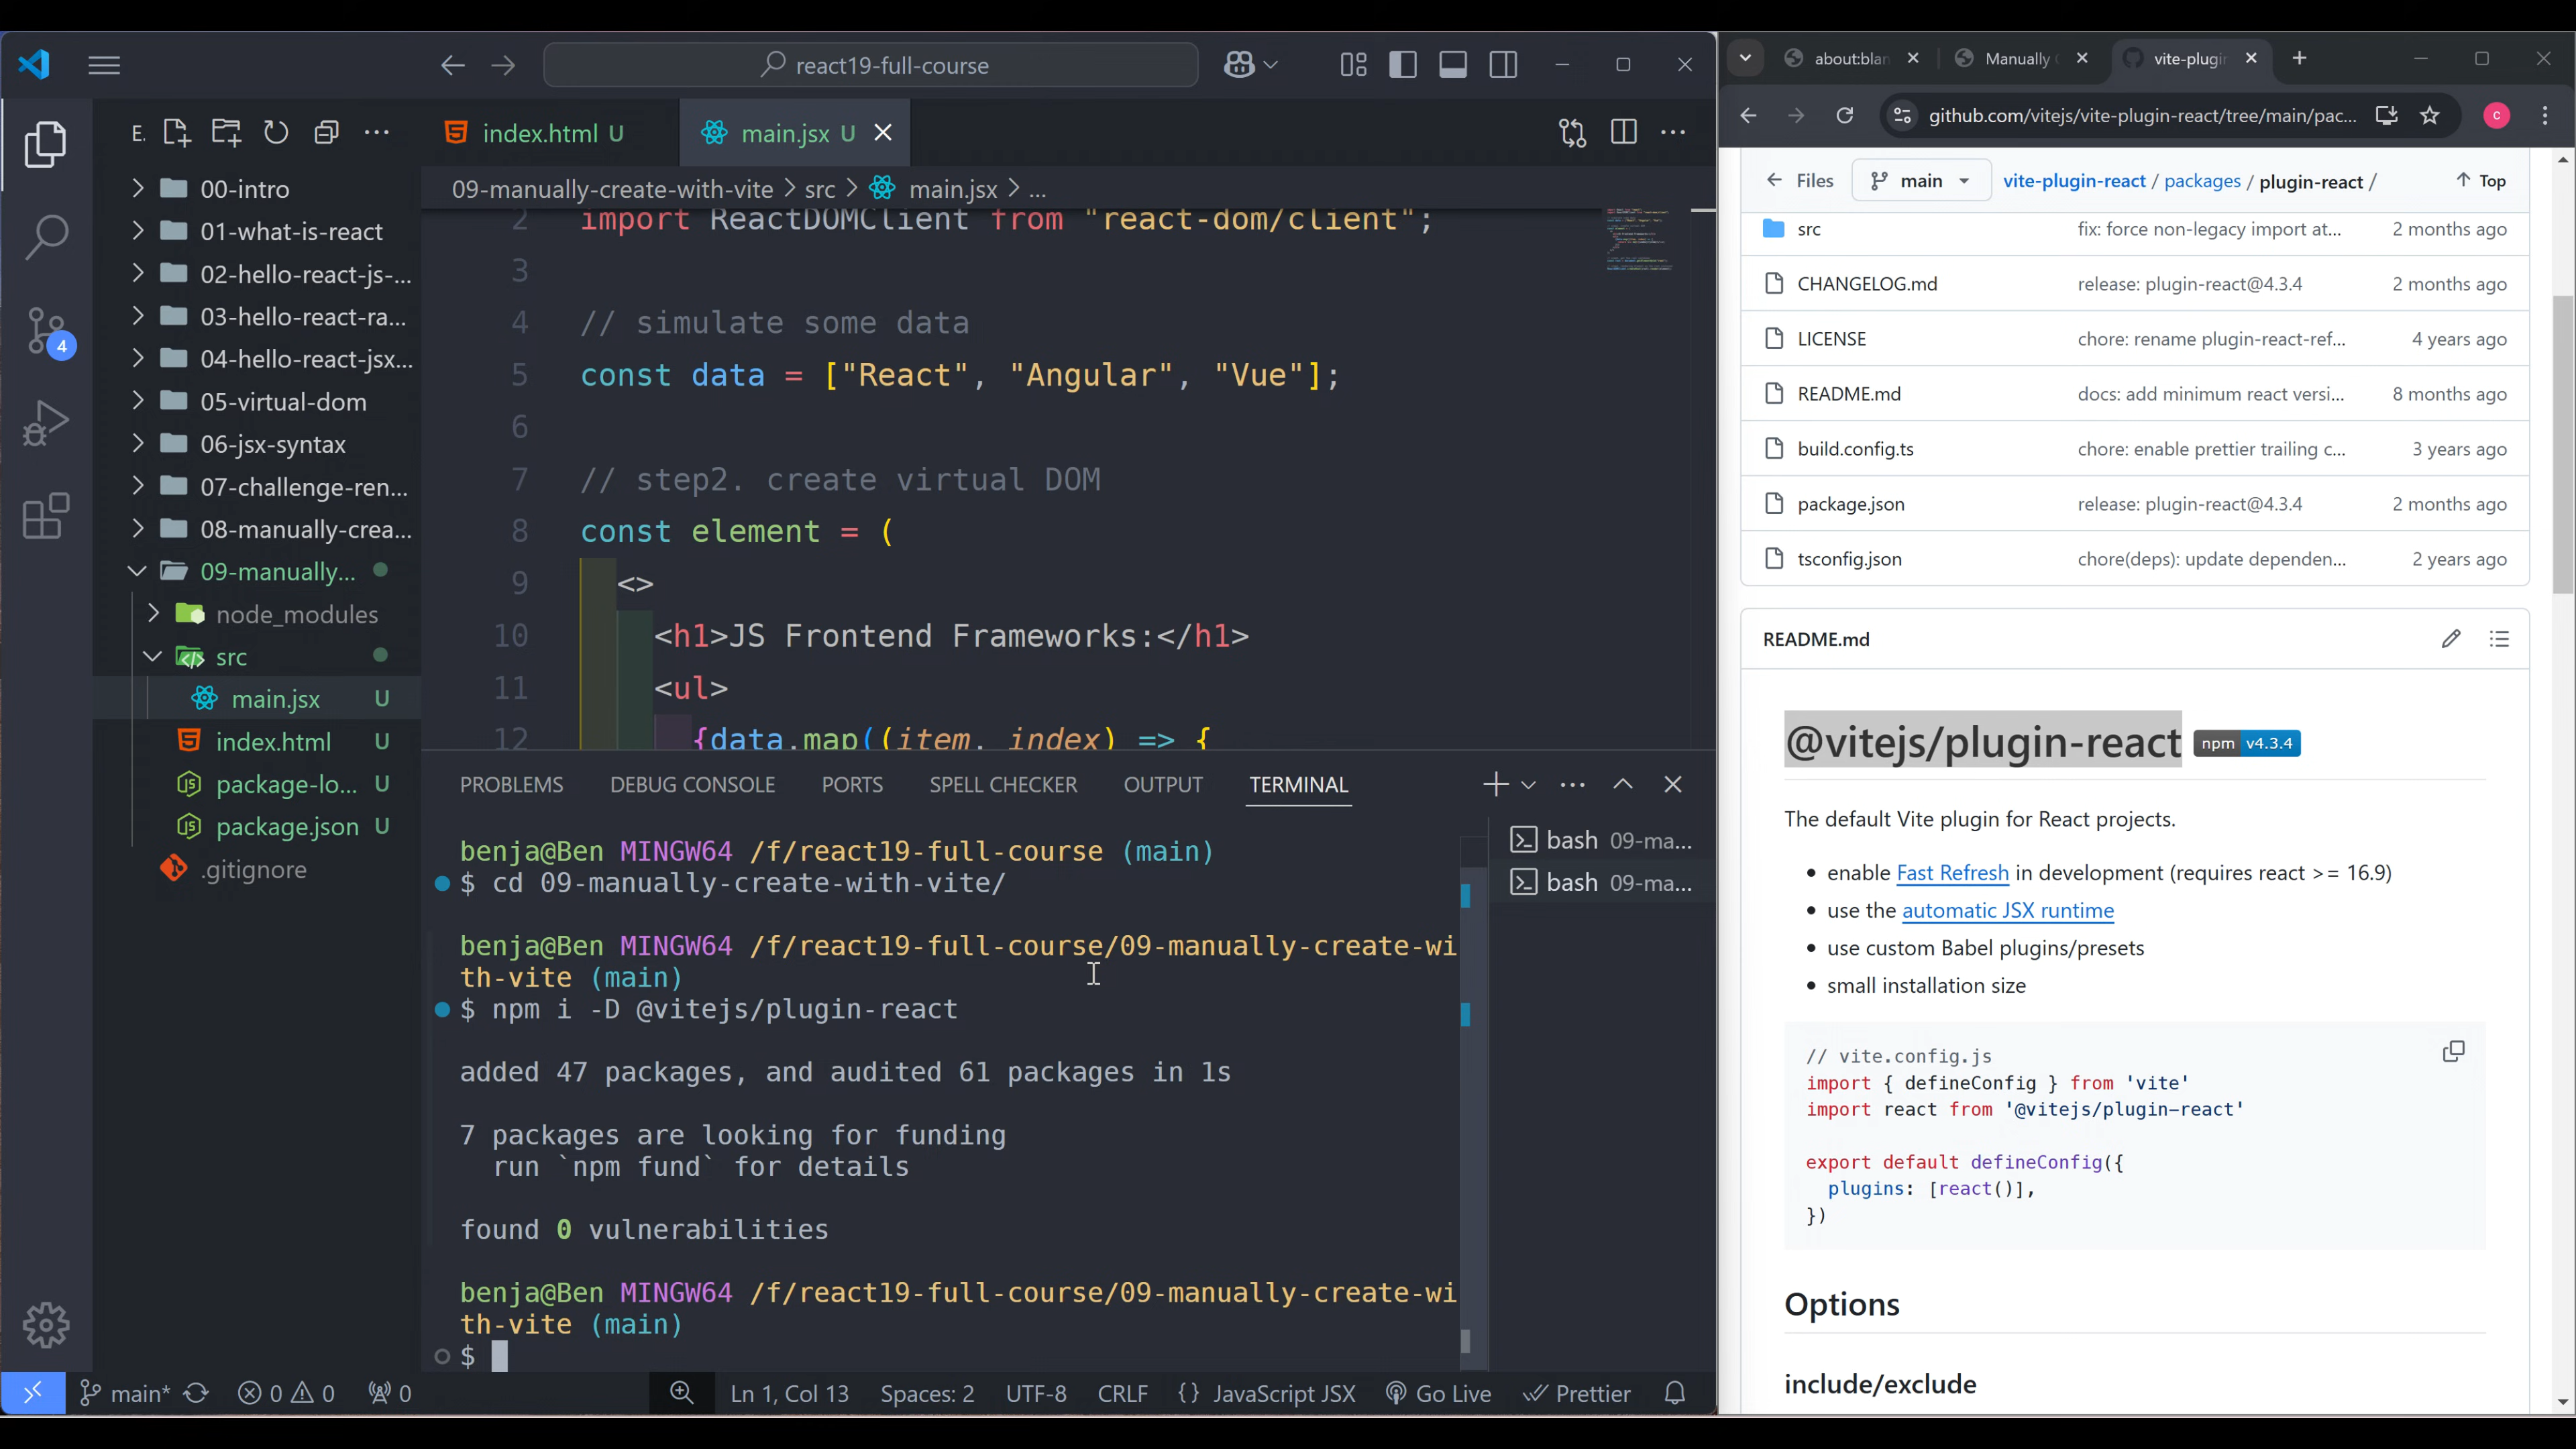 react19-full-course
E.
00-intro
01-what-is-react
02-hello-react-js-...
03-hello-react-ra...
04-hello-react-jsx...
05-virtual-dom
06-jsx-syntax
07-challenge-ren...
08-manually-crea...
09-manually...
node_modules
src
main.jsx U
index.html U
package-lo... U
package.json U
.gitignore
4
index.html U
main.jsx U
09-manually-create-with-vite > src > main.jsx > ...
2 import ReactDOMClient from "react-dom/client";
3
4 // simulate some data
5 const data = ["React", "Angular", "Vue"];
6
7 // step2. create virtual DOM
8 const element = (
9 <>
10 <h1>JS Frontend Frameworks:</h1>
11 <ul>
12 {data.map((item, index) => {
PROBLEMS DEBUG CONSOLE PORTS SPELL CHECKER OUTPUT TERMINAL
benja@Ben MINGW64 /f/react19-full-course (main)
$ cd 09-manually-create-with-vite/
benja@Ben MINGW64 /f/react19-full-course/09-manually-create-wi
th-vite (main)
$ npm i -D @vitejs/plugin-react
added 47 packages, and audited 61 packages in 1s
7 packages are looking for funding
run `npm fund` for details
found 0 vulnerabilities
benja@Ben MINGW64 /f/react19-full-course/09-manually-create-wi
th-vite (main)
$
bash 09-ma...
bash 09-ma...
main* 0 0 0 Ln 1, Col 13 Spaces: 2 UTF-8 CRLF {} JavaScript JSX Go Live Prettier
about:blan
Manually
vite-plugi
github.com/vitejs/vite-plugin-react/tree/main/pac...
c
Files main vite-plugin-react / packages / plugin-react / Top
src fix: force non-legacy import at... 2 months ago
CHANGELOG.md release: plugin-react@4.3.4 2 months ago
LICENSE chore: rename plugin-react-ref... 4 years ago
README.md docs: add minimum react versi... 8 months ago
build.config.ts chore: enable prettier trailing c... 3 years ago
package.json release: plugin-react@4.3.4 2 months ago
tsconfig.json chore(deps): update dependen... 2 years ago
README.md
@vitejs/plugin-react npm v4.3.4
The default Vite plugin for React projects.
• enable Fast Refresh in development (requires react >= 16.9)
• use the automatic JSX runtime
• use custom Babel plugins/presets
• small installation size
// vite.config.js
import { defineConfig } from 'vite'
import react from '@vitejs/plugin-react'
export default defineConfig({
plugins: [react()],
})
Options
include/exclude